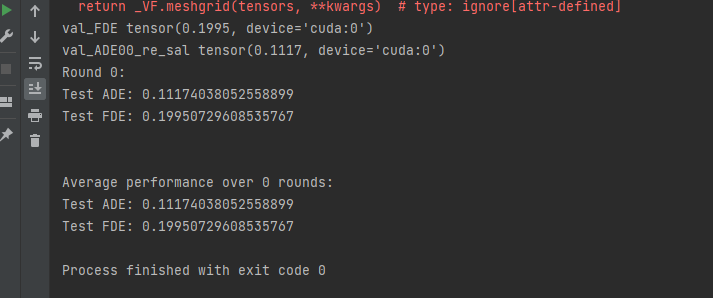 return _VF.meshgrid(tensors, **kwargs)  # type: ignore[attr-defined]
val_FDE tensor(0.1995, device='cuda:0')
val_ADE00_re_sal tensor(0.1117, device='cuda:0')
Round 0:
Test ADE: 0.11174038052558899
Test FDE: 0.19950729608535767
Average performance over 0 rounds:
Test ADE: 0.11174038052558899
Test FDE: 0.19950729608535767
Process finished with exit code 0